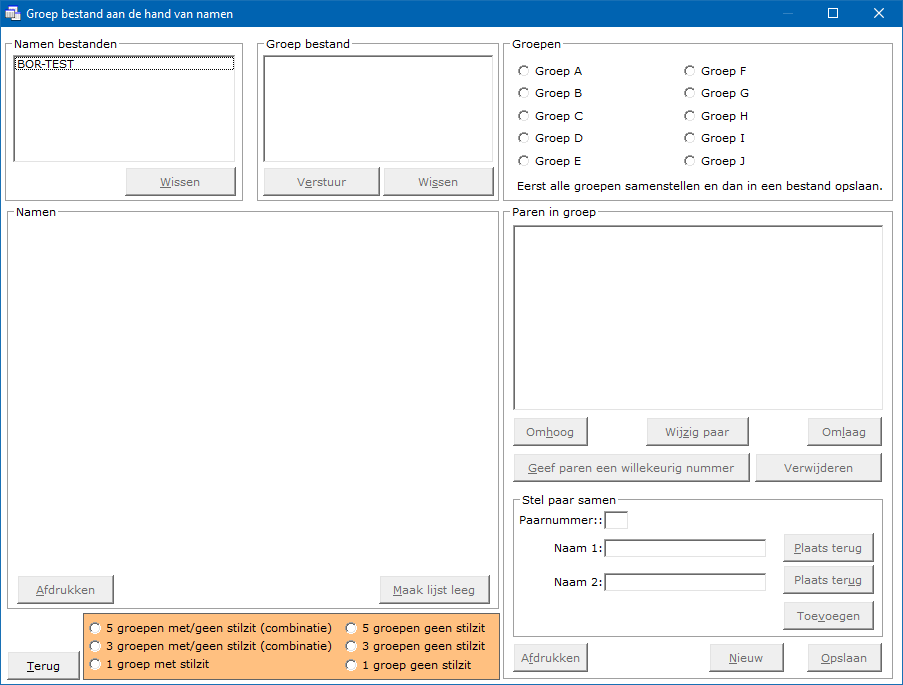 Groep bestand aan de hand van namen
Namen bestanden
BOR-TEST
Wissen
Groep bestand
Verstuur
Wissen
Groepen
Groep A
Groep F
Groep B
Groep G
Groep C
Groep H
Groep D
Groep I
Groep E
Groep J
Eerst alle groepen samenstellen en dan in een bestand opslaan.
Namen
Afdrukken
Maak lijst leeg
Paren in groep
Omhoog
Wijzig paar
Omlaag
Geef paren een willekeurig nummer
Verwijderen
Stel paar samen
Paarnummer::
Naam 1:
Plaats terug
Naam 2:
Plaats terug
Toevoegen
Terug
5 groepen met/geen stilzit (combinatie)
5 groepen geen stilzit
3 groepen met/geen stilzit (combinatie)
3 groepen geen stilzit
1 groep met stilzit
1 groep geen stilzit
Afdrukken
Nieuw
Opslaan